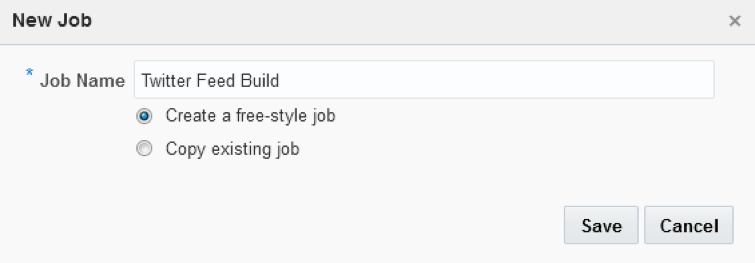 New Job ×
* Job Name Twitter Feed Build
Create a free-style job
Copy existing job
Save Cancel